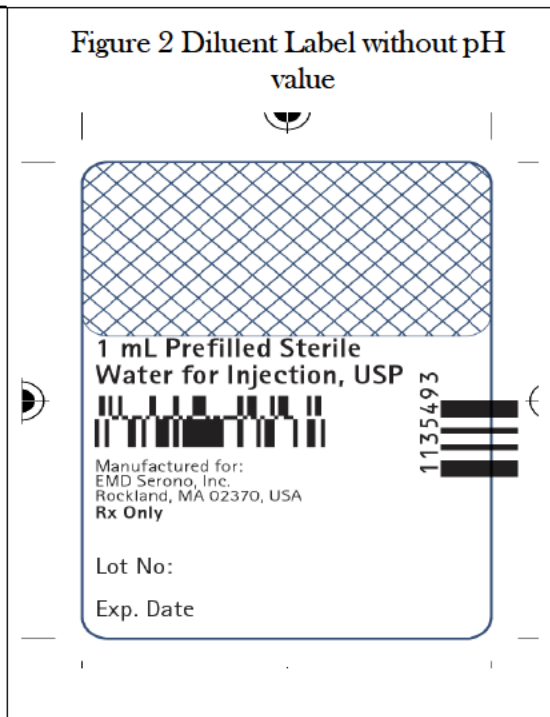 Figure 2 Diluent Label without pH
value
1 mL Prefilled Sterile
Water for Injection, USP
1135493
Manufactured for:
EMD Serono, Inc.
Rockland, MA 02370, USA
Rx Only
Lot No:
Exp. Date